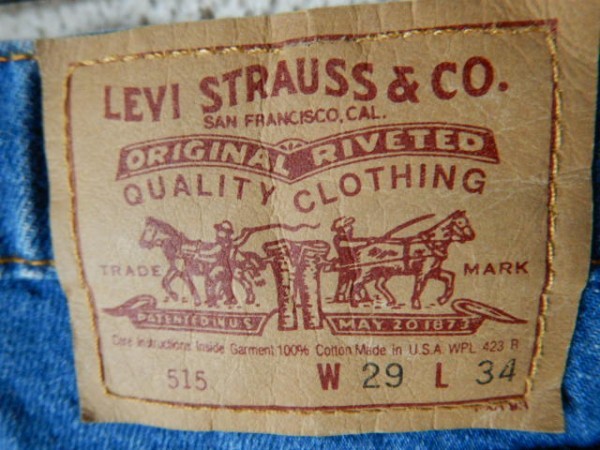 LEVI STRAUSS & CO.
SAN FRANCISCO, CAL.
ORIGINAL RIVETED
QUALITY CLOTHING
TRADE MARK
PATENTED IN U.S. MAY 20 1873
Care Instructions Inside Garment 100% Cotton Made in U.S.A. WPL 423 R
515 W 29 L 34